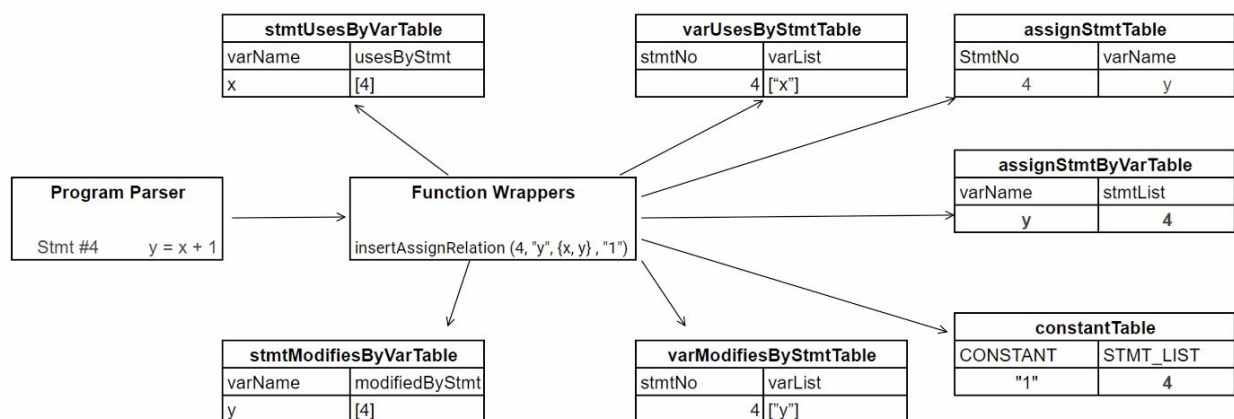 stmtUsesByVarTable
varName usesByStmt
x [4]
varUsesByStmtTable
stmtNo varList
4 ["x"]
assignStmtTable
StmtNo varName
4 y
Program Parser
Stmt #4 y = x + 1
Function Wrappers
insertAssignRelation (4, "y", {x, y} , "1")
assignStmtByVarTable
varName stmtList
y 4
stmtModifiesByVarTable
varName modifiedByStmt
y [4]
varModifiesByStmtTable
stmtNo varList
4 ["y"]
constantTable
CONSTANT STMT_LIST
"1" 4